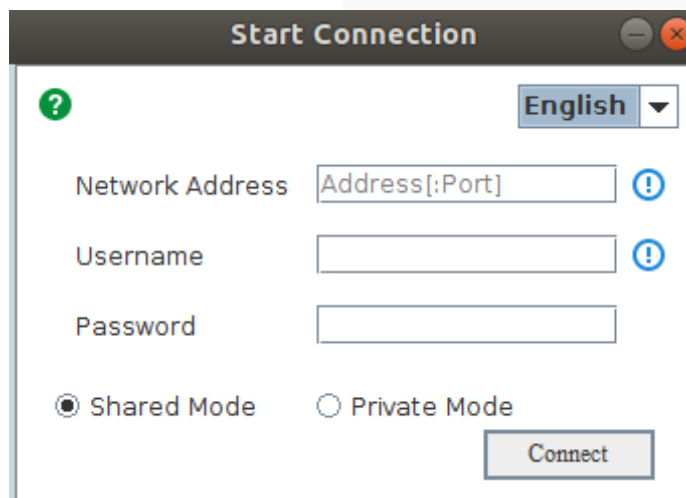 Start Connection
English
Network Address Address[:Port]
Username
Password
Shared Mode Private Mode
Connect